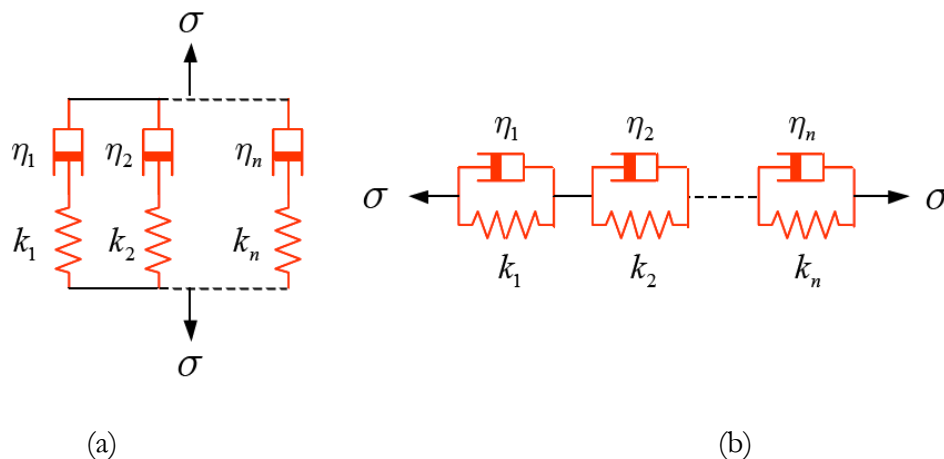 σ
η₁ η₂ ηₙ
k₁ k₂ kₙ
σ
(a)
η₁ η₂ ηₙ
σ σ
k₁ k₂ kₙ
(b)